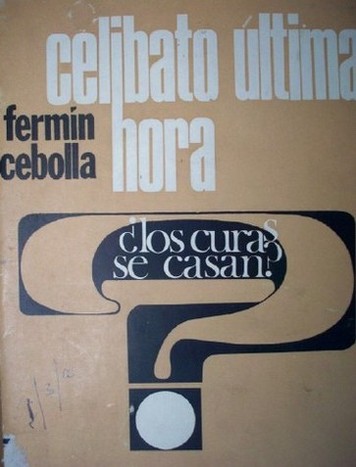 celibato última
hora
fermín
cebolla
¿los curas
se casan?